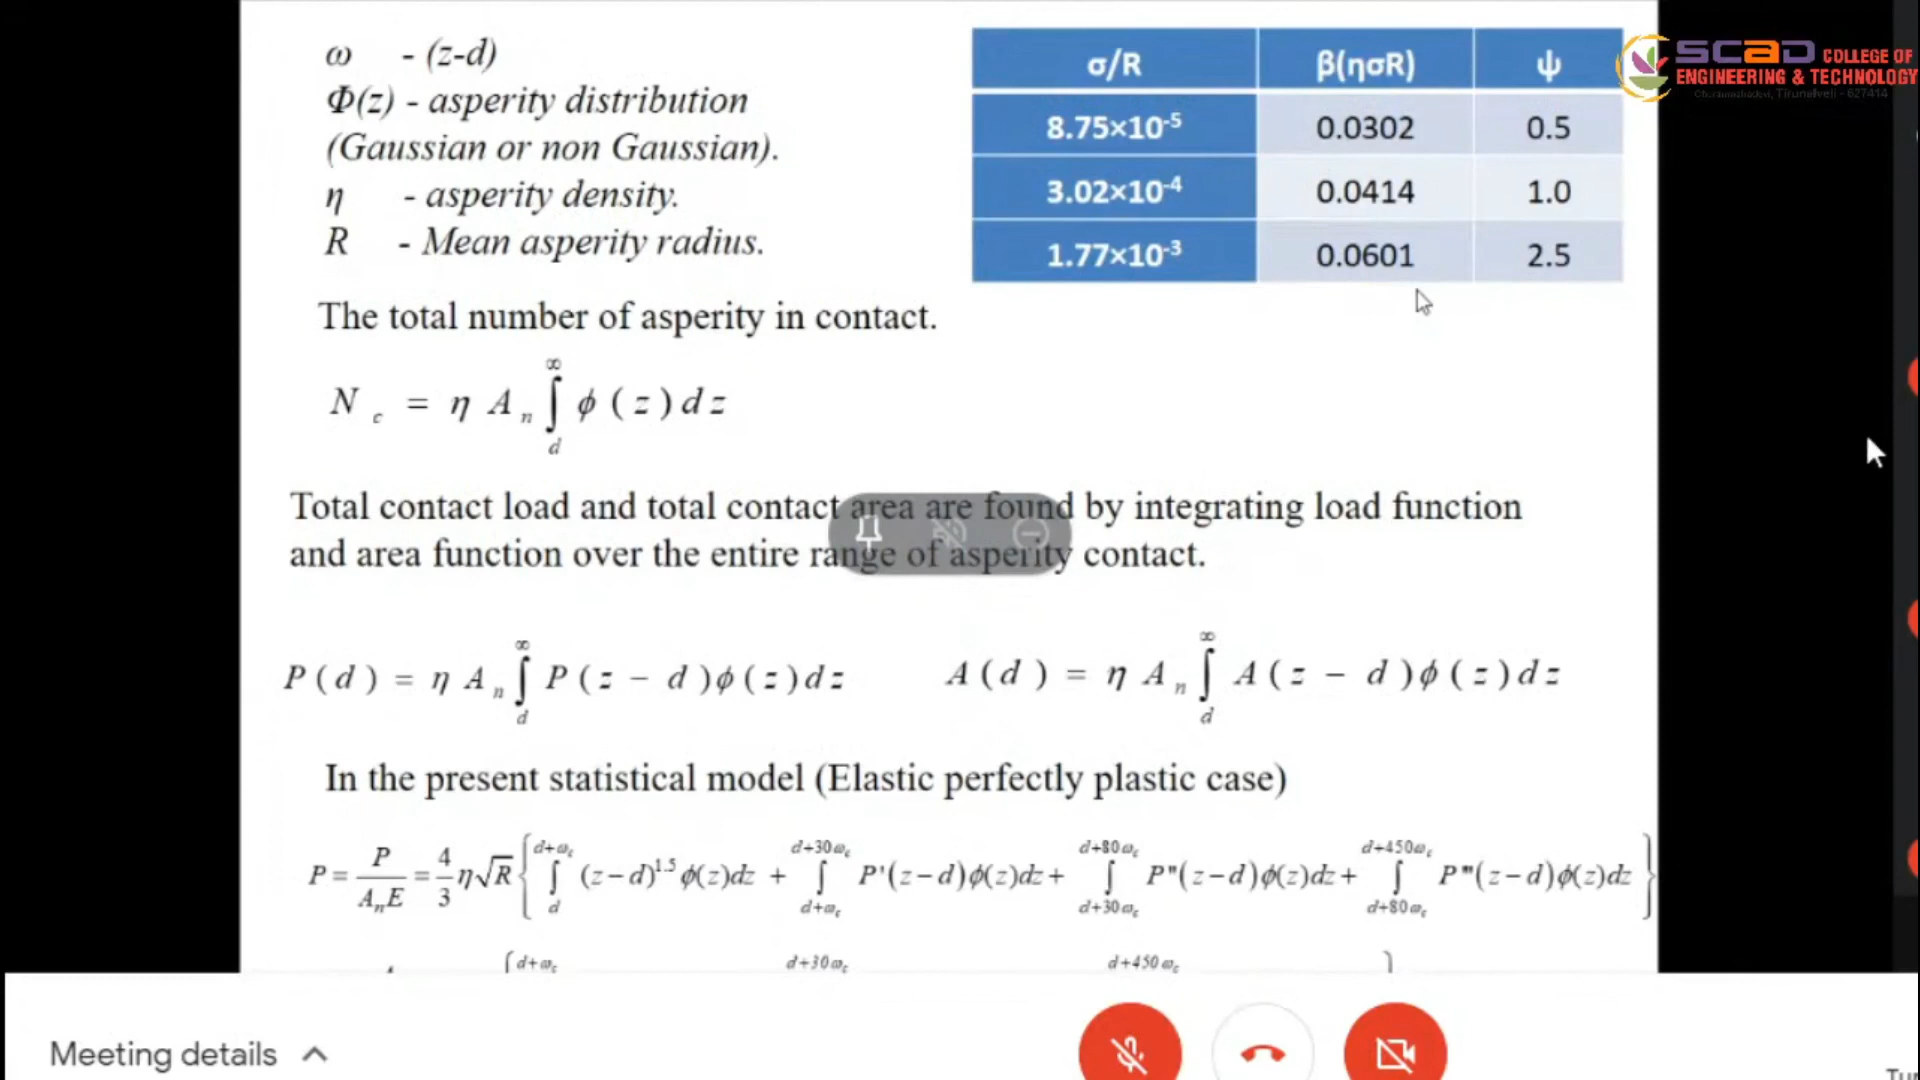 ω - (z-d)
Φ(z) - asperity distribution
(Gaussian or non Gaussian).
η - asperity density.
R - Mean asperity radius.
σ/R β(ησR) ψ
8.75×10⁻⁵ 0.0302 0.5
3.02×10⁻⁴ 0.0414 1.0
1.77×10⁻³ 0.0601 2.5
SCAD COLLEGE OF
ENGINEERING & TECHNOLOGY
The total number of asperity in contact.
N_c = η A_n ∫_d^∞ ϕ (z) dz
Total contact load and total contact area are found by integrating load function
and area function over the entire range of asperity contact.
P(d) = η A_n ∫_d^∞ P(z - d)ϕ(z)dz A(d) = η A_n ∫_d^∞ A(z - d)ϕ(z)dz
In the present statistical model (Elastic perfectly plastic case)
P = P/(A_nE) = 4/3 η√R { ∫_d^{d+ω_c} (z-d)^{1.5} ϕ(z)dz + ∫_{d+ω_c}^{d+30ω_c} P'(z-d)ϕ(z)dz + ∫_{d+30ω_c}^{d+80ω_c} P''(z-d)ϕ(z)dz + ∫_{d+80ω_c}^{d+450ω_c} P'''(z-d)ϕ(z)dz }
d+ω_c d+30ω_c d+450ω_c
Meeting details